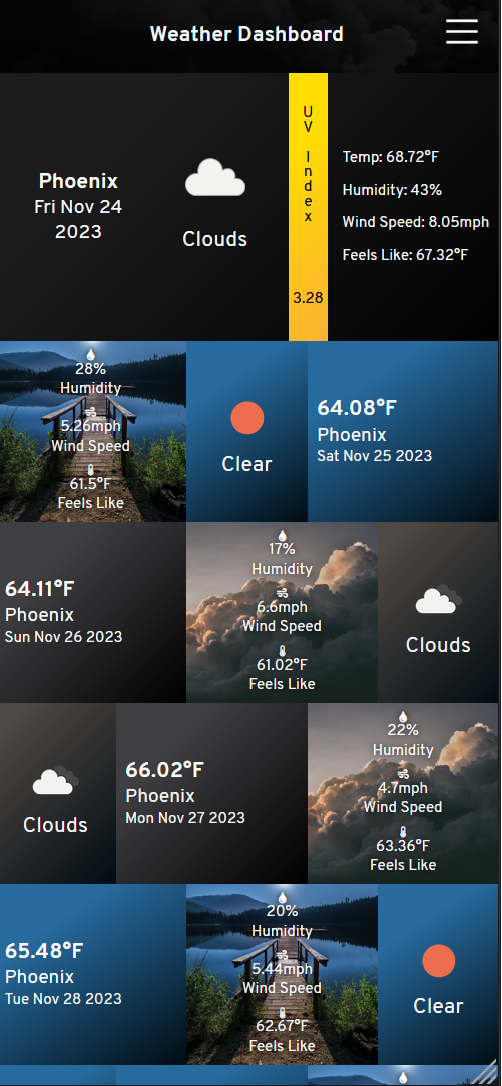 Weather Dashboard
Phoenix
Fri Nov 24
2023
Clouds
UV Index
3.28
Temp: 68.72°F
Humidity: 43%
Wind Speed: 8.05mph
Feels Like: 67.32°F
28%
Humidity
5.26mph
Wind Speed
61.5°F
Feels Like
Clear
64.08°F
Phoenix
Sat Nov 25 2023
64.11°F
Phoenix
Sun Nov 26 2023
17%
Humidity
6.6mph
Wind Speed
61.02°F
Feels Like
Clouds
Clouds
66.02°F
Phoenix
Mon Nov 27 2023
22%
Humidity
4.7mph
Wind Speed
63.36°F
Feels Like
65.48°F
Phoenix
Tue Nov 28 2023
20%
Humidity
5.44mph
Wind Speed
62.67°F
Feels Like
Clear